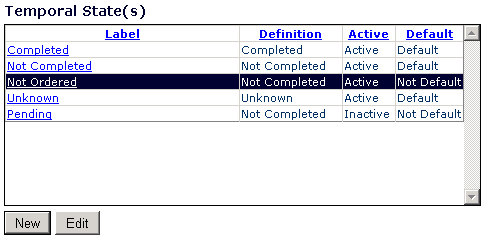 Temporal State(s)
Label Definition Active Default
Completed Completed Active Default
Not Completed Not Completed Active Default
Not Ordered Not Completed Active Not Default
Unknown Unknown Active Default
Pending Not Completed Inactive Not Default
New Edit